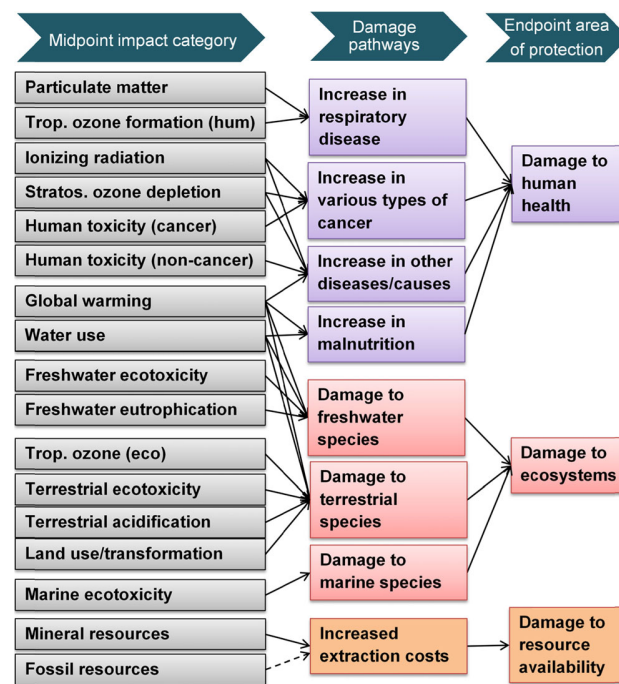 Midpoint impact category
Damage
pathways
Endpoint area
of protection
Particulate matter
Trop. ozone formation (hum)
Ionizing radiation
Stratos. ozone depletion
Human toxicity (cancer)
Human toxicity (non-cancer)
Global warming
Water use
Freshwater ecotoxicity
Freshwater eutrophication
Trop. ozone (eco)
Terrestrial ecotoxicity
Terrestrial acidification
Land use/transformation
Marine ecotoxicity
Mineral resources
Fossil resources
Increase in
respiratory
disease
Increase in
various types of
cancer
Increase in other
diseases/causes
Increase in
malnutrition
Damage to
freshwater
species
Damage to
terrestrial
species
Damage to
marine species
Increased
extraction costs
Damage to
human
health
Damage to
ecosystems
Damage to
resource
availability